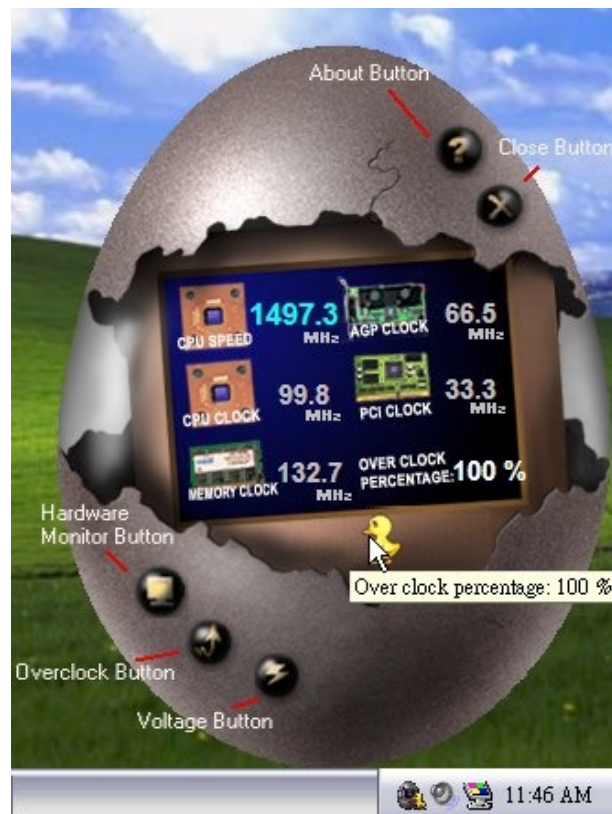 About Button
Close Button
CPU SPEED 1497.3 MHz
AGP CLOCK 66.5 MHz
CPU CLOCK 99.8 MHz
PCI CLOCK 33.3 MHz
MEMORY CLOCK 132.7 MHz
OVER CLOCK
PERCENTAGE: 100 %
Over clock percentage: 100 %
Hardware
Monitor Button
Overclock Button
Voltage Button
11:46 AM